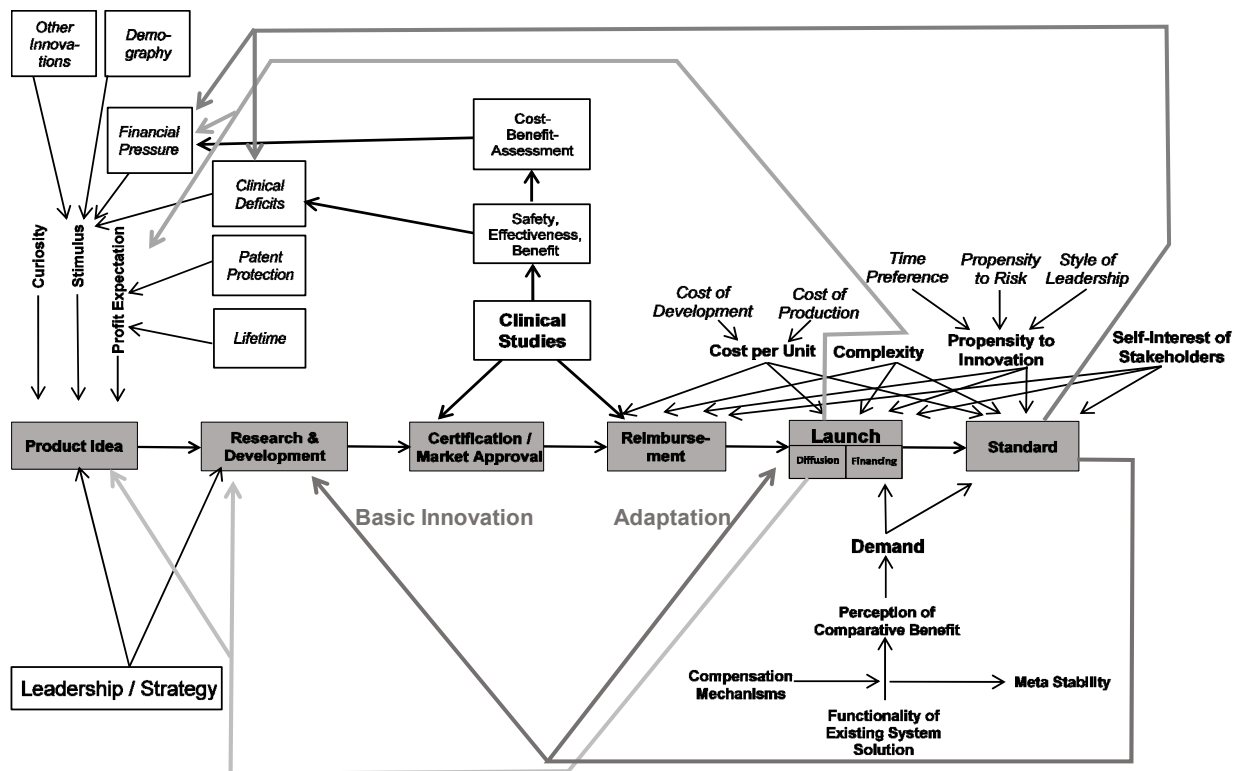 Other
Innova-
tions
Demo-
graphy
Financial
Pressure
Cost-
Benefit-
Assessment
Clinical
Deficits
Safety,
Effectiveness,
Benefit
Curiosity
Stimulus
Profit Expectation
Patent
Protection
Lifetime
Clinical
Studies
Time
Preference
Propensity
to Risk
Style of
Leadership
Cost of
Development
Cost of
Production
Cost per Unit
Complexity
Propensity to
Innovation
Self-Interest of
Stakeholders
Product Idea
Research &
Development
Certification /
Market Approval
Reimburse-
ment
Launch
Diffusion
Financing
Standard
Basic Innovation
Adaptation
Demand
Perception of
Comparative Benefit
Leadership / Strategy
Compensation
Mechanisms
Meta Stability
Functionality of
Existing System
Solution